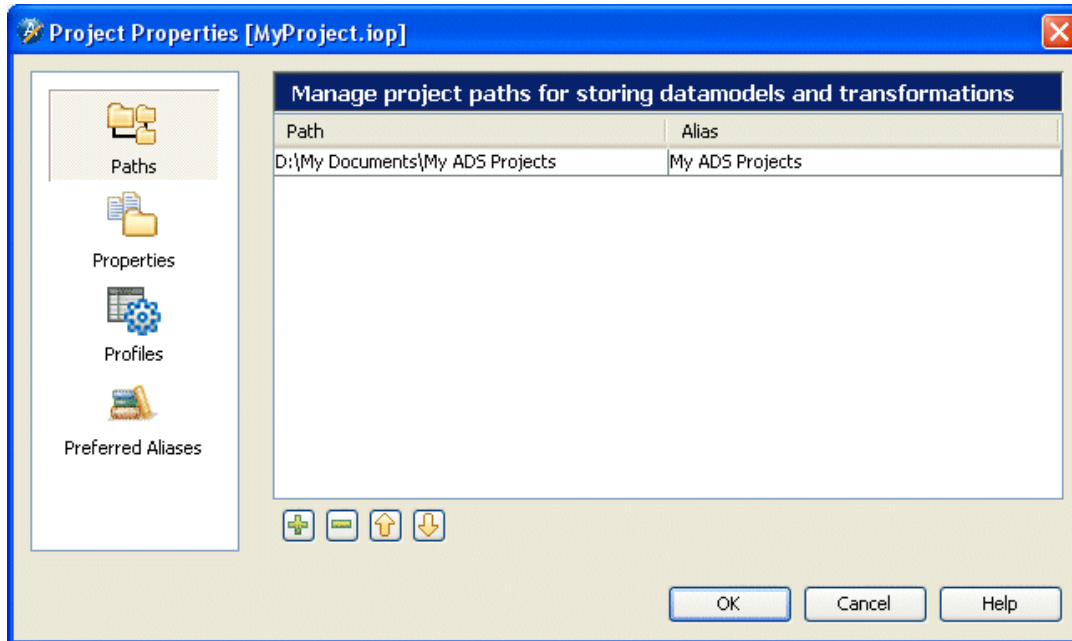 Project Properties [MyProject.iop]
Paths
Properties
Profiles
Preferred Aliases
Manage project paths for storing datamodels and transformations
Path Alias
D:\My Documents\My ADS Projects My ADS Projects
OK Cancel Help